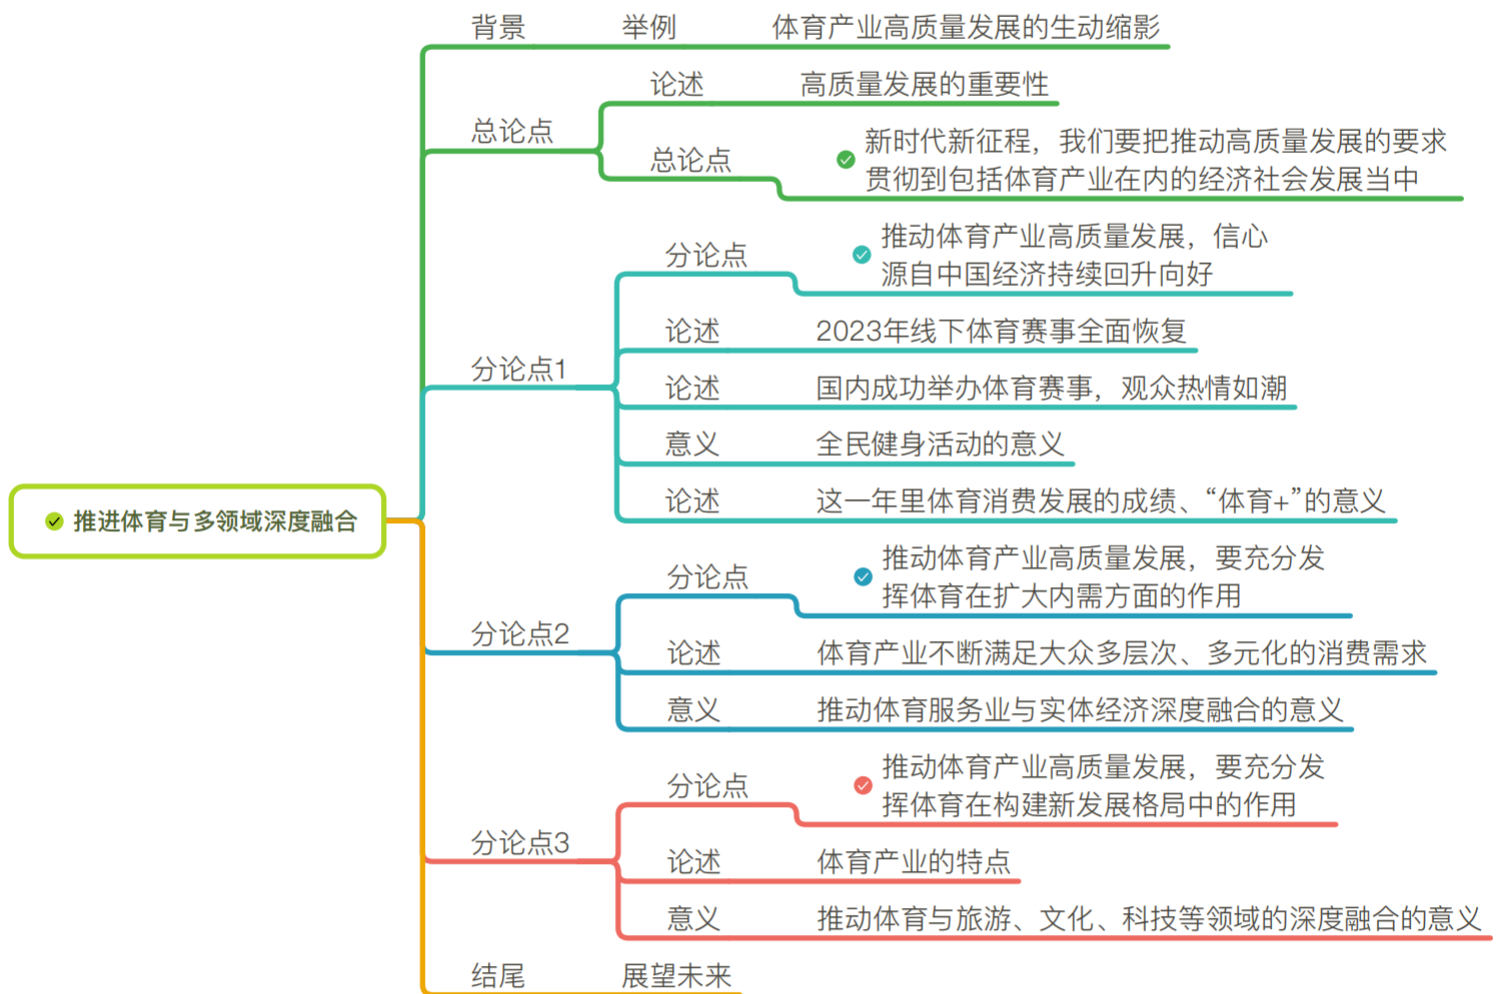 背景 举例 体育产业高质量发展的生动缩影
论述 高质量发展的重要性
总论点
总论点 新时代新征程，我们要把推动高质量发展的要求
贯彻到包括体育产业在内的经济社会发展当中
分论点 推动体育产业高质量发展，信心
源自中国经济持续回升向好
论述 2023年线下体育赛事全面恢复
分论点1
论述 国内成功举办体育赛事，观众热情如潮
意义 全民健身活动的意义
论述 这一年里体育消费发展的成绩、“体育+”的意义
推进体育与多领域深度融合
分论点 推动体育产业高质量发展，要充分发
挥体育在扩大内需方面的作用
分论点2
论述 体育产业不断满足大众多层次、多元化的消费需求
意义 推动体育服务业与实体经济深度融合的意义
分论点 推动体育产业高质量发展，要充分发
挥体育在构建新发展格局中的作用
分论点3
论述 体育产业的特点
意义 推动体育与旅游、文化、科技等领域的深度融合的意义
结尾 展望未来